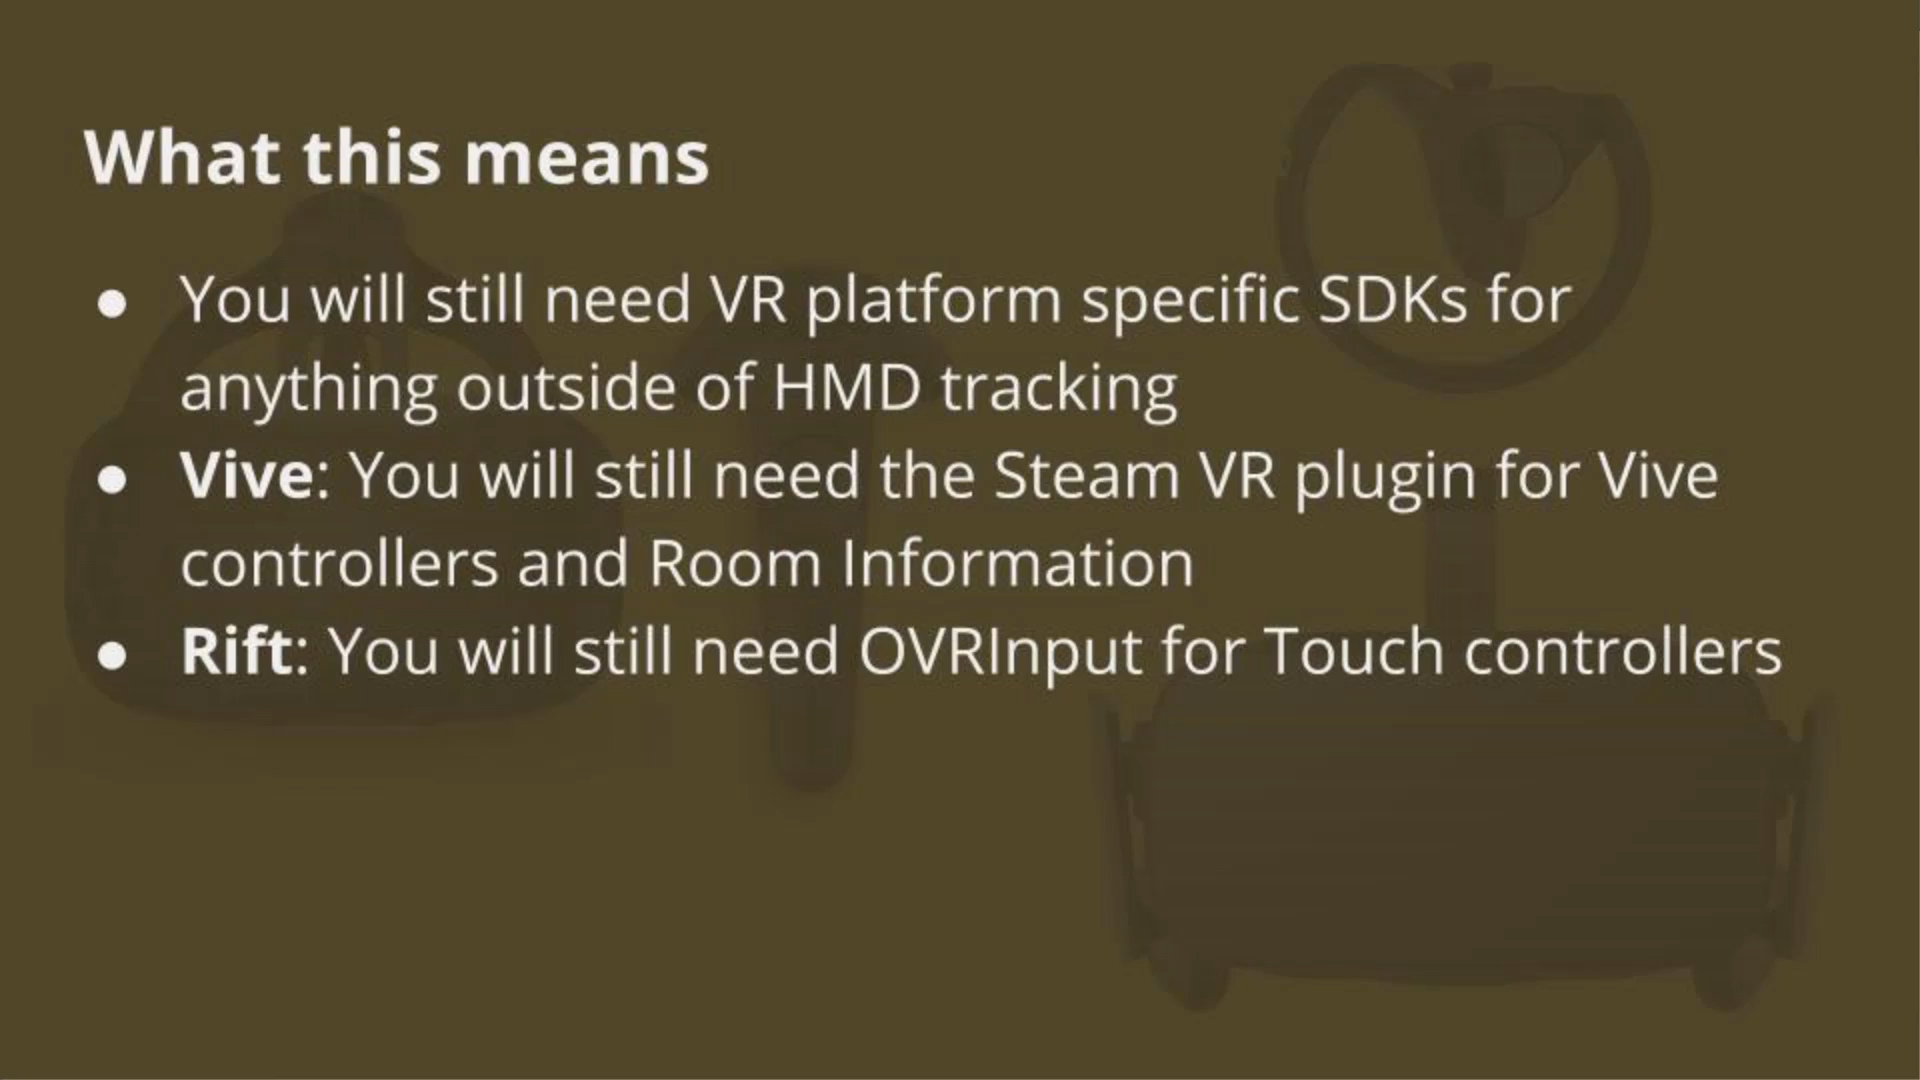 What this means
● You will still need VR platform specific SDKs for
anything outside of HMD tracking
● Vive: You will still need the Steam VR plugin for Vive
controllers and Room Information
● Rift: You will still need OVRInput for Touch controllers